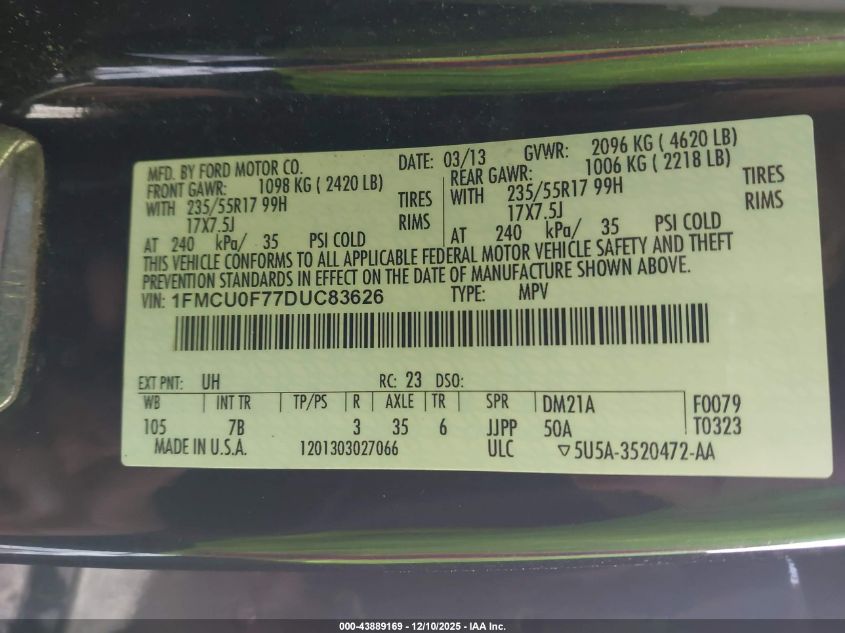 MFD. BY FORD MOTOR CO. DATE: 03/13 GVWR: 2096 KG ( 4620 LB)
FRONT GAWR: 1098 KG ( 2420 LB) REAR GAWR: 1006 KG ( 2218 LB)
WITH 235/55R17 99H TIRES WITH 235/55R17 99H TIRES
17X7.5J RIMS 17X7.5J RIMS
AT 240 kPa/ 35 PSI COLD AT 240 kPa/ 35 PSI COLD
THIS VEHICLE CONFORMS TO ALL APPLICABLE FEDERAL MOTOR VEHICLE SAFETY AND THEFT
PREVENTION STANDARDS IN EFFECT ON THE DATE OF MANUFACTURE SHOWN ABOVE.
VIN: 1FMCU0F77DUC83626 TYPE: MPV
EXT PNT: UH RC: 23 DSO:
WB INT TR TP/PS R AXLE TR SPR DM21A F0079
105 7B 3 35 6 JJPP 50A T0323
MADE IN U.S.A. 1201303027066 ULC ▽5U5A-3520472-AA
000-43889169 - 12/10/2025 - IAA Inc.